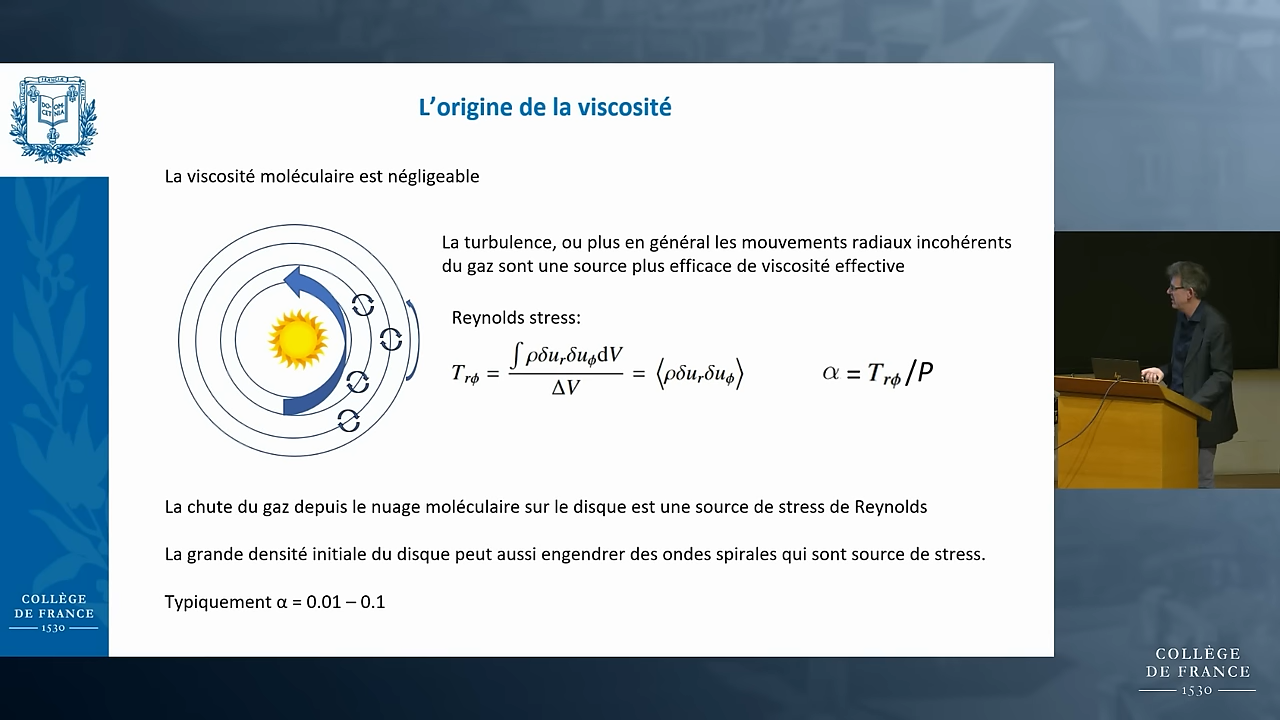 L'origine de la viscosité
La viscosité moléculaire est négligeable
La turbulence, ou plus en général les mouvements radiaux incohérents
du gaz sont une source plus efficace de viscosité effective
Reynolds stress:
T_{rϕ} = ∫ρδu_rδu_ϕdV / ΔV = ⟨ρδu_rδu_ϕ⟩
α = T_{rϕ}/P
La chute du gaz depuis le nuage moléculaire sur le disque est une source de stress de Reynolds
La grande densité initiale du disque peut aussi engendrer des ondes spirales qui sont source de stress.
Typiquement α = 0.01 – 0.1
COLLÈGE
DE FRANCE
1530
COLLÈGE
DE FRANCE
1530